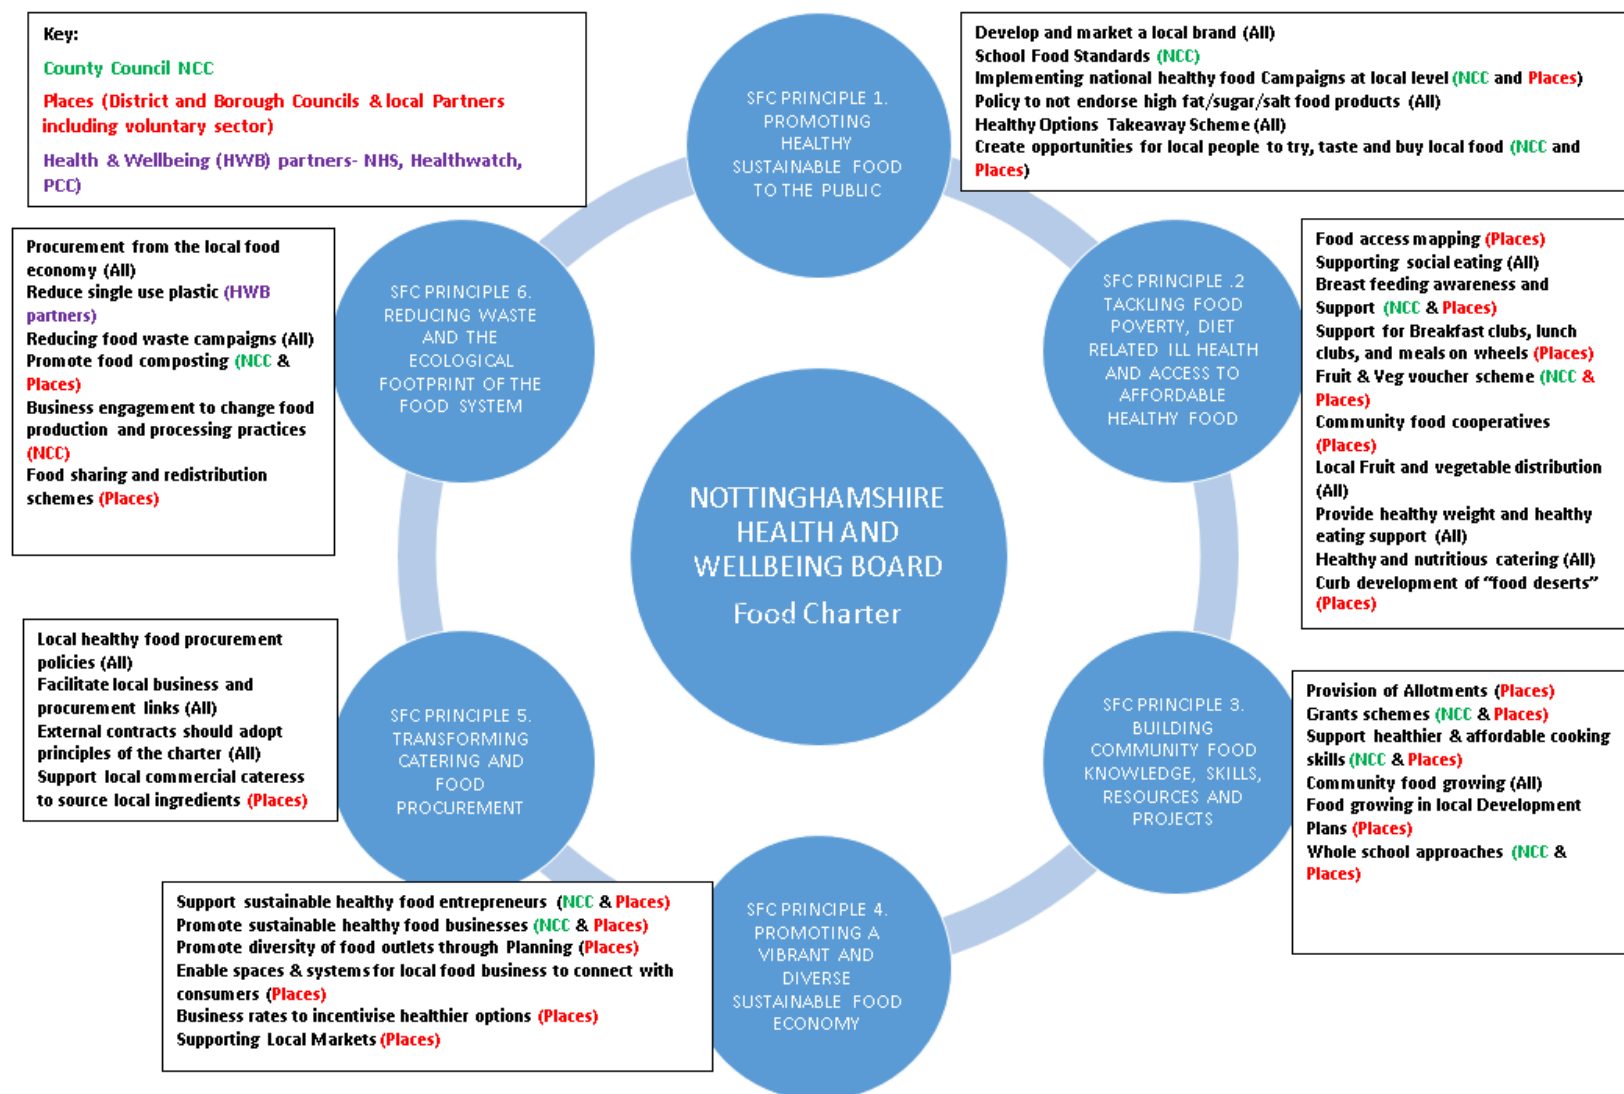 Key:
County Council NCC
Places (District and Borough Councils & local Partners
including voluntary sector)
Health & Wellbeing (HWB) partners- NHS, Healthwatch,
PCC)
SFC PRINCIPLE 1.
PROMOTING
HEALTHY
SUSTAINABLE FOOD
TO THE PUBLIC
Develop and market a local brand (All)
School Food Standards (NCC)
Implementing national healthy food Campaigns at local level (NCC and Places)
Policy to not endorse high fat/sugar/salt food products (All)
Healthy Options Takeaway Scheme (All)
Create opportunities for local people to try, taste and buy local food (NCC and
Places)
SFC PRINCIPLE .2
TACKLING FOOD
POVERTY, DIET
RELATED ILL HEALTH
AND ACCESS TO
AFFORDABLE
HEALTHY FOOD
Food access mapping (Places)
Supporting social eating (All)
Breast feeding awareness and
Support (NCC & Places)
Support for Breakfast clubs, lunch
clubs, and meals on wheels (Places)
Fruit & Veg voucher scheme (NCC &
Places)
Community food cooperatives
(Places)
Local Fruit and vegetable distribution
(All)
Provide healthy weight and healthy
eating support (All)
Healthy and nutritious catering (All)
Curb development of “food deserts”
(Places)
SFC PRINCIPLE 3.
BUILDING
COMMUNITY FOOD
KNOWLEDGE, SKILLS,
RESOURCES AND
PROJECTS
Provision of Allotments (Places)
Grants schemes (NCC & Places)
Support healthier & affordable cooking
skills (NCC & Places)
Community food growing (All)
Food growing in local Development
Plans (Places)
Whole school approaches (NCC &
Places)
SFC PRINCIPLE 4.
PROMOTING A
VIBRANT AND
DIVERSE
SUSTAINABLE FOOD
ECONOMY
Support sustainable healthy food entrepreneurs (NCC & Places)
Promote sustainable healthy food businesses (NCC & Places)
Promote diversity of food outlets through Planning (Places)
Enable spaces & systems for local food business to connect with
consumers (Places)
Business rates to incentivise healthier options (Places)
Supporting Local Markets (Places)
SFC PRINCIPLE 5.
TRANSFORMING
CATERING AND
FOOD
PROCUREMENT
Local healthy food procurement
policies (All)
Facilitate local business and
procurement links (All)
External contracts should adopt
principles of the charter (All)
Support local commercial cateress
to source local ingredients (Places)
SFC PRINCIPLE 6.
REDUCING WASTE
AND THE
ECOLOGICAL
FOOTPRINT OF THE
FOOD SYSTEM
Procurement from the local food
economy (All)
Reduce single use plastic (HWB
partners)
Reducing food waste campaigns (All)
Promote food composting (NCC &
Places)
Business engagement to change food
production and processing practices
(NCC)
Food sharing and redistribution
schemes (Places)
NOTTINGHAMSHIRE
HEALTH AND
WELLBEING BOARD
Food Charter